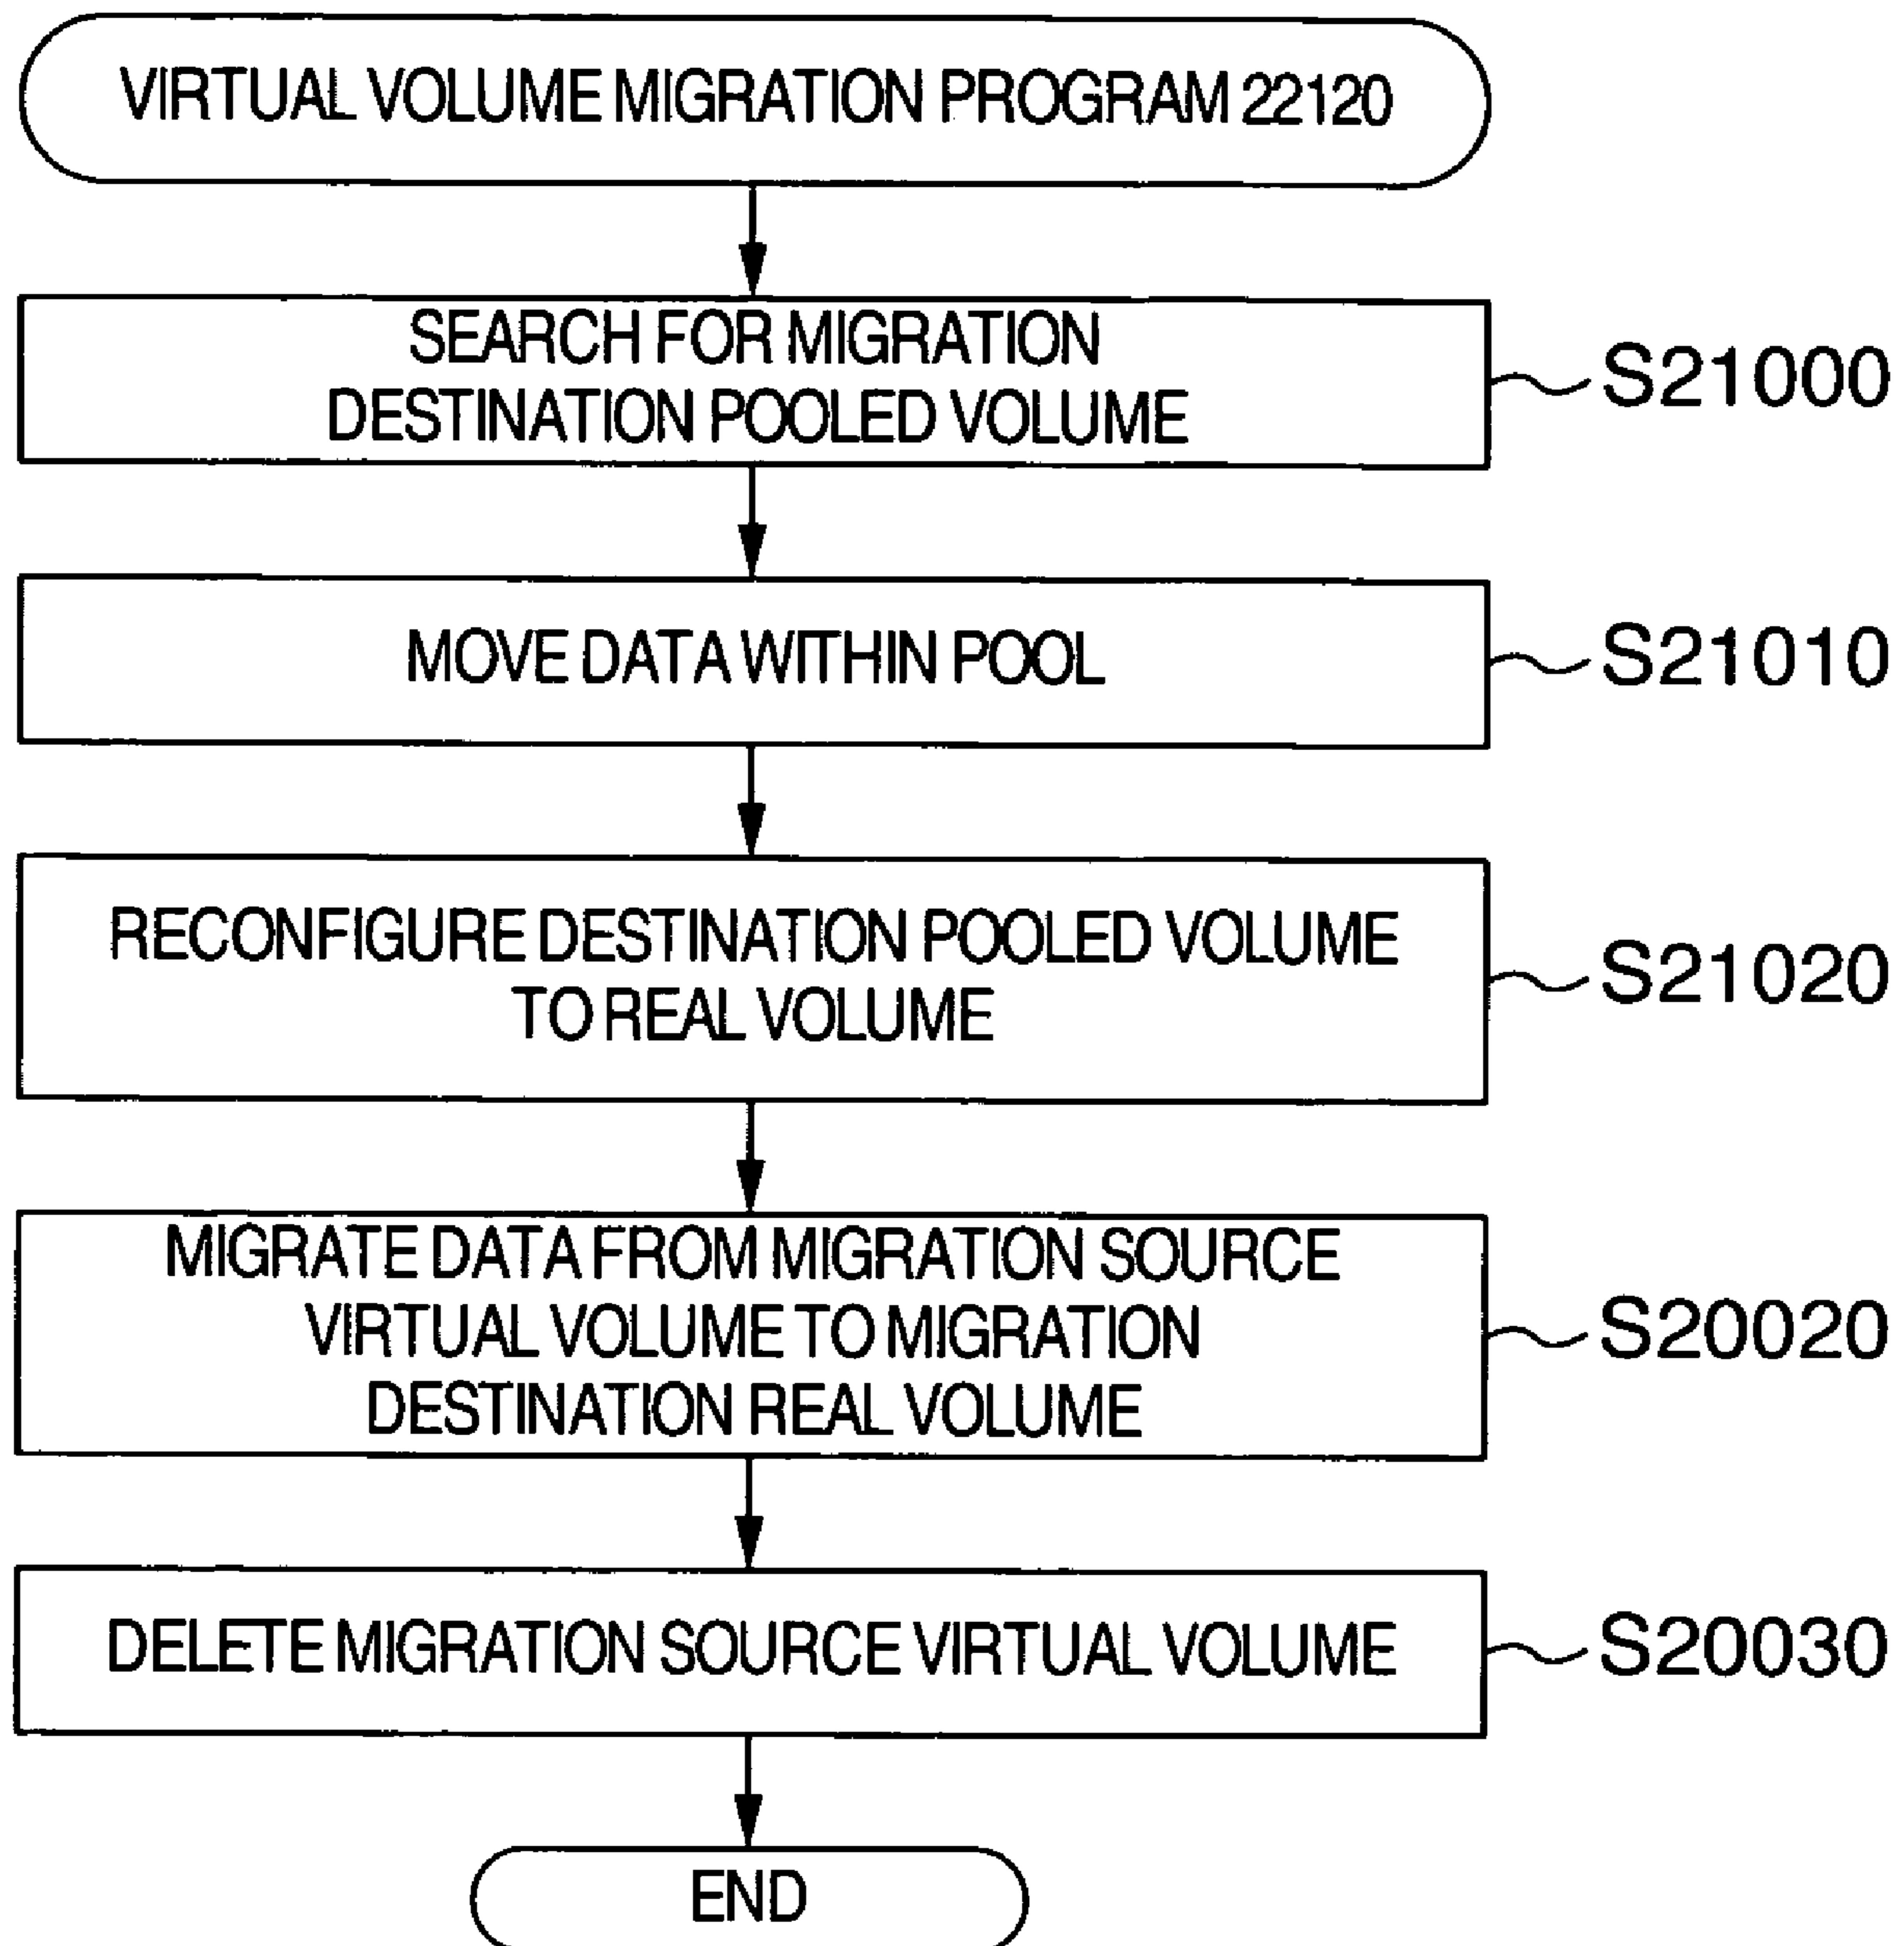 VIRTUAL VOLUME MIGRATION PROGRAM 22120
SEARCH FOR MIGRATION
DESTINATION POOLED VOLUME
S21000
MOVE DATA WITHIN POOL
S21010
RECONFIGURE DESTINATION POOLED VOLUME
TO REAL VOLUME
S21020
MIGRATE DATA FROM MIGRATION SOURCE
VIRTUAL VOLUME TO MIGRATION
DESTINATION REAL VOLUME
S20020
DELETE MIGRATION SOURCE VIRTUAL VOLUME
S20030
END